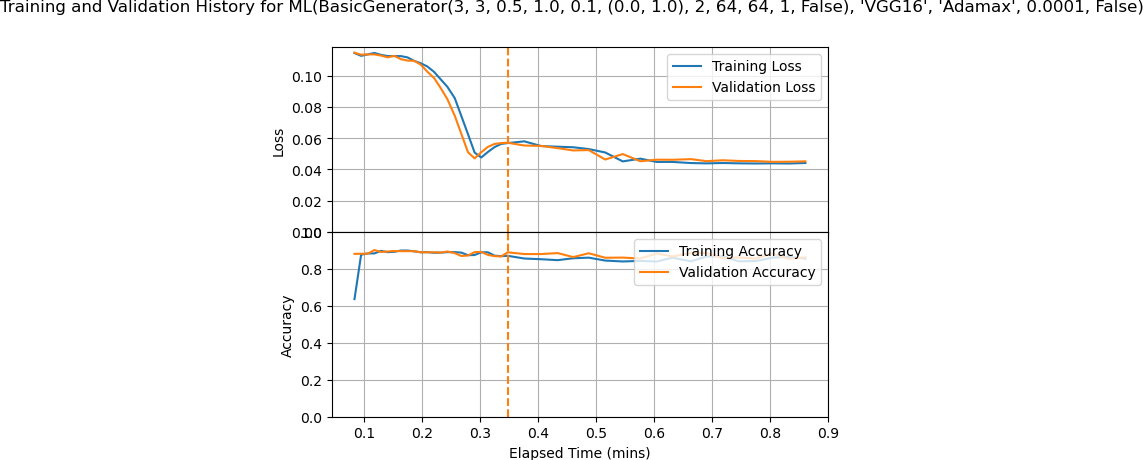 Training and Validation History for ML(BasicGenerator(3, 3, 0.5, 1.0, 0.1, (0.0, 1.0), 2, 64, 64, 1, False), 'VGG16', 'Adamax', 0.0001, False)
Training Loss
Validation Loss
Loss
0.10
0.08
0.06
0.04
0.02
0.00
Training Accuracy
Validation Accuracy
Accuracy
1.0
0.8
0.6
0.4
0.2
0.0
0.1 0.2 0.3 0.4 0.5 0.6 0.7 0.8 0.9
Elapsed Time (mins)